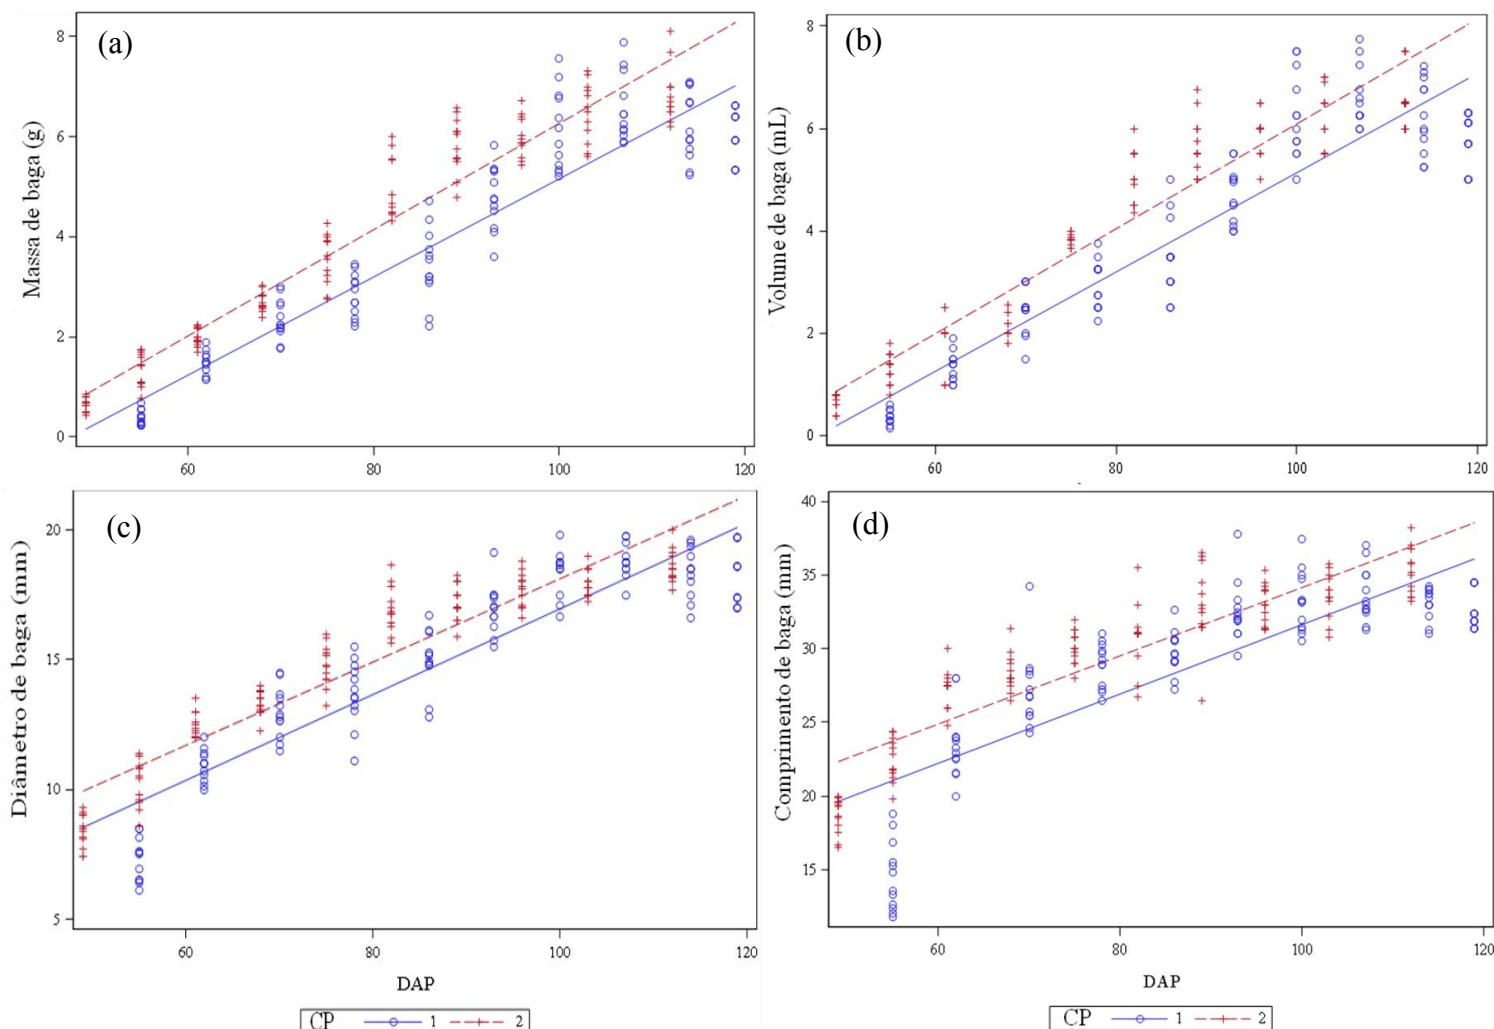 (a)
Massa de baga (g)
8
6
4
2
0
60 80 100 120
(b)
Volume de baga (mL)
8
6
4
2
0
60 80 100 120
(c)
Diâmetro de baga (mm)
20
15
10
5
60 80 100 120
DAP
CP 1 2
(d)
Comprimento de baga (mm)
40
35
30
25
20
15
60 80 100 120
DAP
CP 1 2